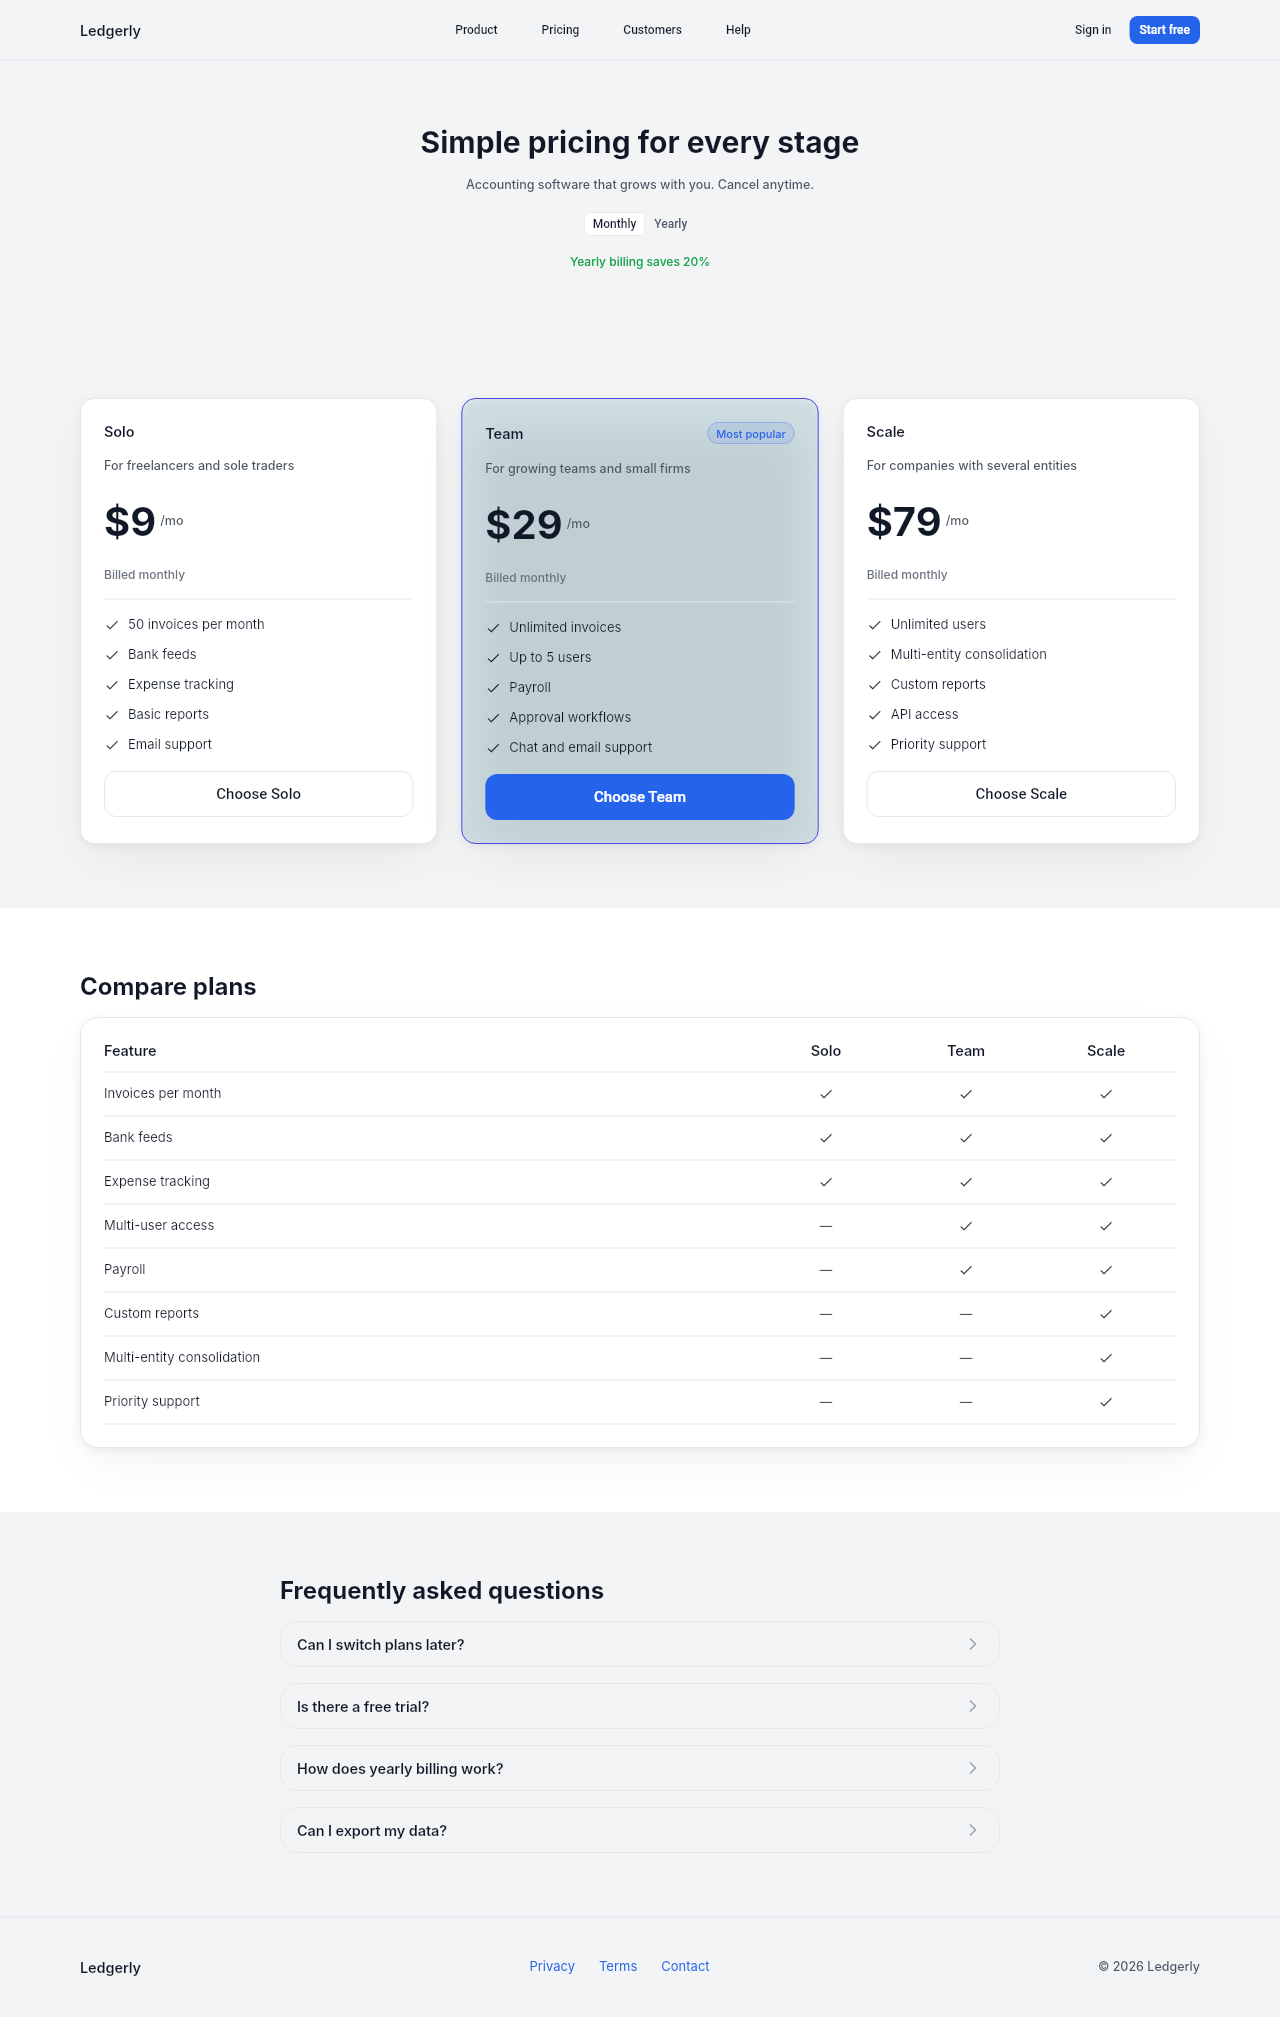 Ledgerly
Product Pricing Customers Help
Sign in Start free
Simple pricing for every stage
Accounting software that grows with you. Cancel anytime.
Monthly Yearly
Yearly billing saves 20%
Solo
For freelancers and sole traders
$9 /mo
Billed monthly
50 invoices per month
Bank feeds
Expense tracking
Basic reports
Email support
Choose Solo
Team Most popular
For growing teams and small firms
$29 /mo
Billed monthly
Unlimited invoices
Up to 5 users
Payroll
Approval workflows
Chat and email support
Choose Team
Scale
For companies with several entities
$79 /mo
Billed monthly
Unlimited users
Multi-entity consolidation
Custom reports
API access
Priority support
Choose Scale
Compare plans
Feature Solo Team Scale
Invoices per month
Bank feeds
Expense tracking
Multi-user access —
Payroll —
Custom reports — —
Multi-entity consolidation — —
Priority support — —
Frequently asked questions
Can I switch plans later?
Is there a free trial?
How does yearly billing work?
Can I export my data?
Ledgerly
Privacy Terms Contact
© 2026 Ledgerly